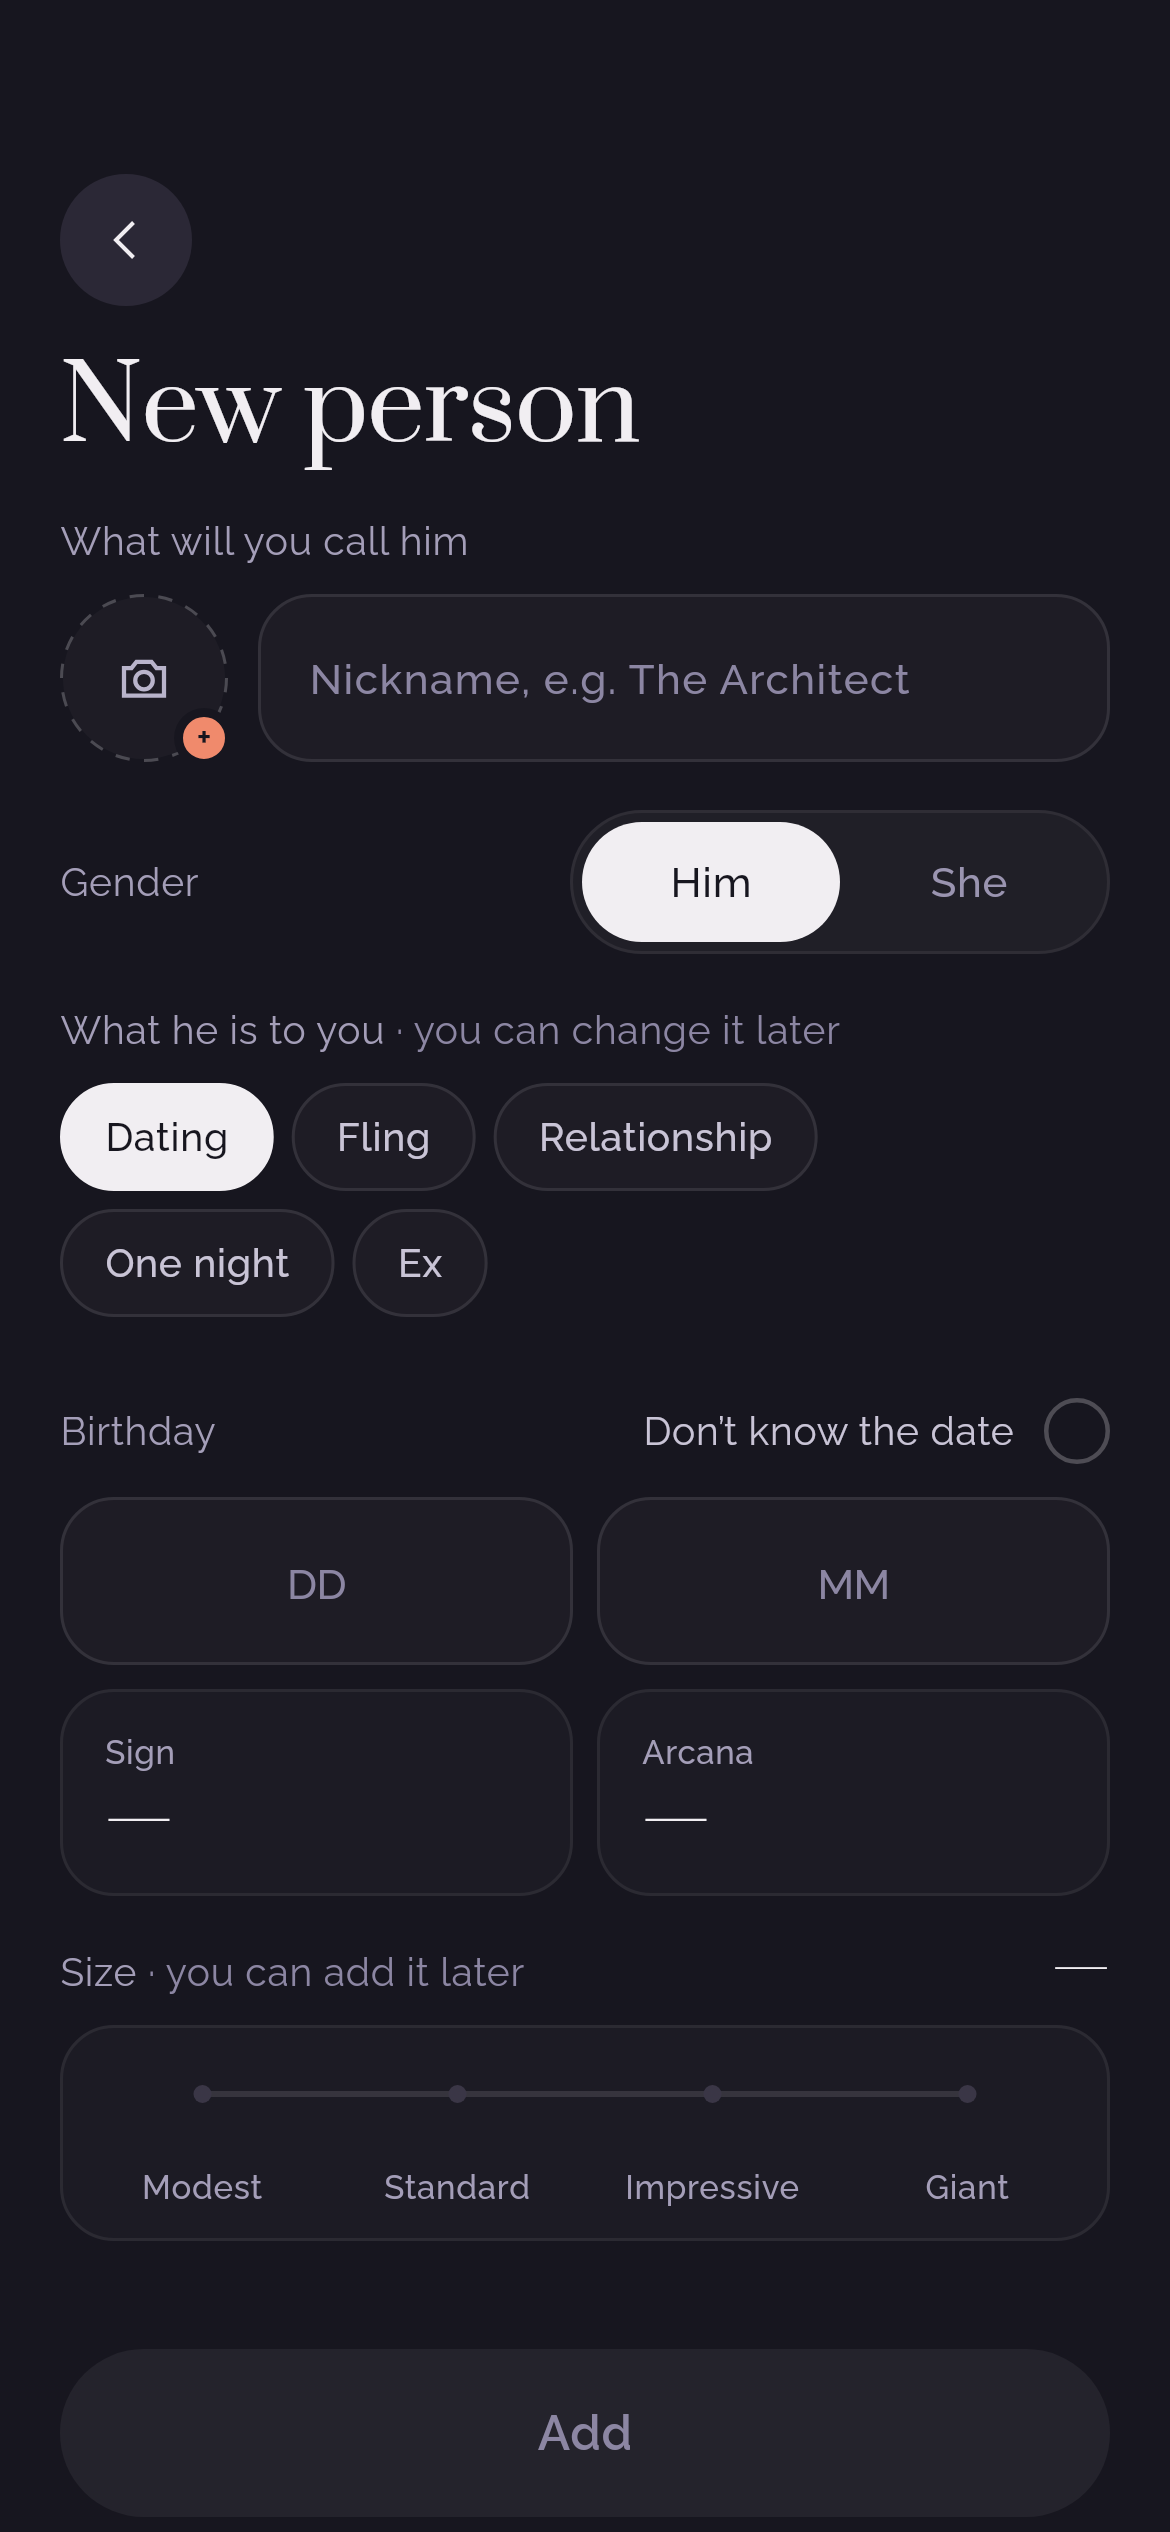 New person
What will you call him
Nickname, e.g. The Architect
Gender
Him
She
What he is to you · you can change it later
Dating
Fling
Relationship
One night
Ex
Birthday
Don’t know the date
DD
MM
Sign
—
Arcana
—
Size · you can add it later
—
Modest
Standard
Impressive
Giant
Add